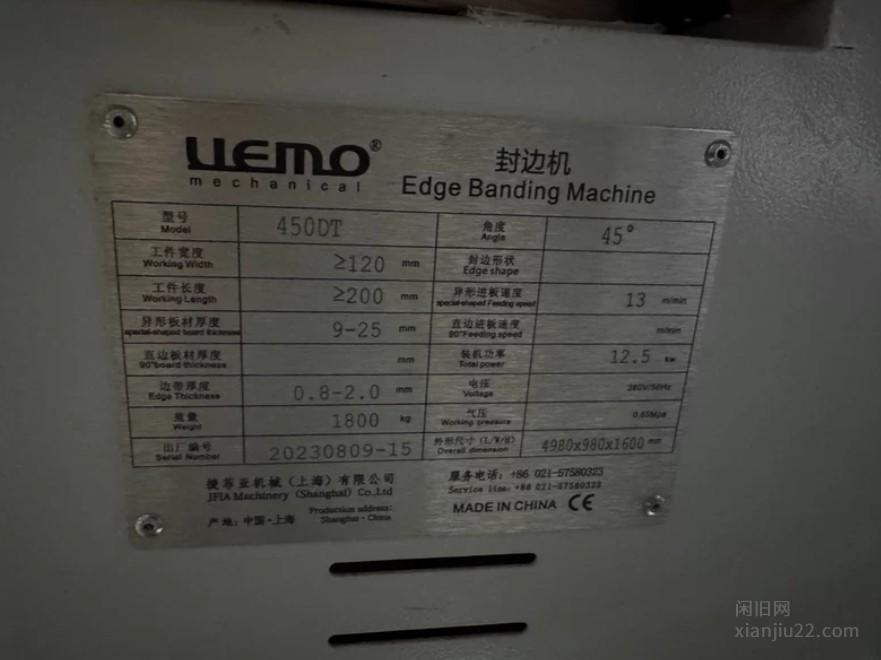 UEMO®
mechanical
封边机
Edge Banding Machine
型号 450DT 角度 45°
Model Angle
工件宽度 ≥120 mm 封边形状
Working Width Edge shape
工件长度 ≥200 mm 异形进板速度 13 m/min
Working Length special-shaped Feeding speed
异形板材厚度 9-25 mm 直边进板速度 m/min
special-shaped board thickness 90°Feeding speed
直边板材厚度 mm 装机功率 12.5 kw
90°board thickness Total power
边带厚度 0.8-2.0 mm 电压 380V/50Hz
Edge Thickness Voltage
重量 1800 kg 气压 0.65Mpa
Weight Working pressure
出厂编号 20230809-15 外形尺寸 (L/W/H) 4980x980x1600 mm
Serial Number Overall dimension
捷苏亚机械（上海）有限公司
JFIA Machinery (Shanghai) Co.,Ltd
服务电话：+86 021-57580323
Service line: +86 021-57580323
产地：中国·上海
Production address:
Shanghai·China
MADE IN CHINA CE
闲旧网
xianjiu22.com